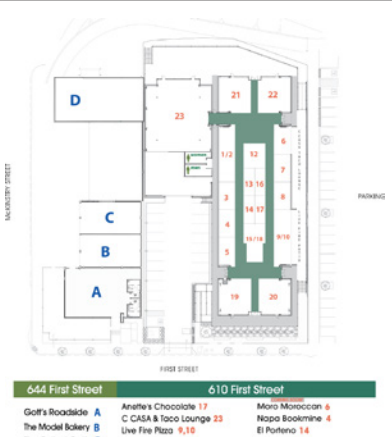 D
23
21
22
1/2
12
6
13 16
7
3
14 17
8
C
4
15/18
9/10
B
5
A
19
20
McKINSTRY STREET
PARKING
FIRST STREET
644 First Street
610 First Street
Gott's Roadside A
The Model Bakery B
Anette's Chocolate 17
C CASA & Taco Lounge 23
Live Fire Pizza 9,10
Moro Moroccan 6
Napa Bookmine 4
El Porteno 14